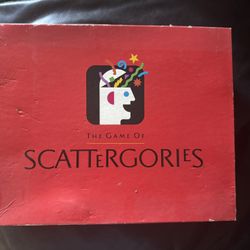 THE GAME OF
SCATTERGORIES